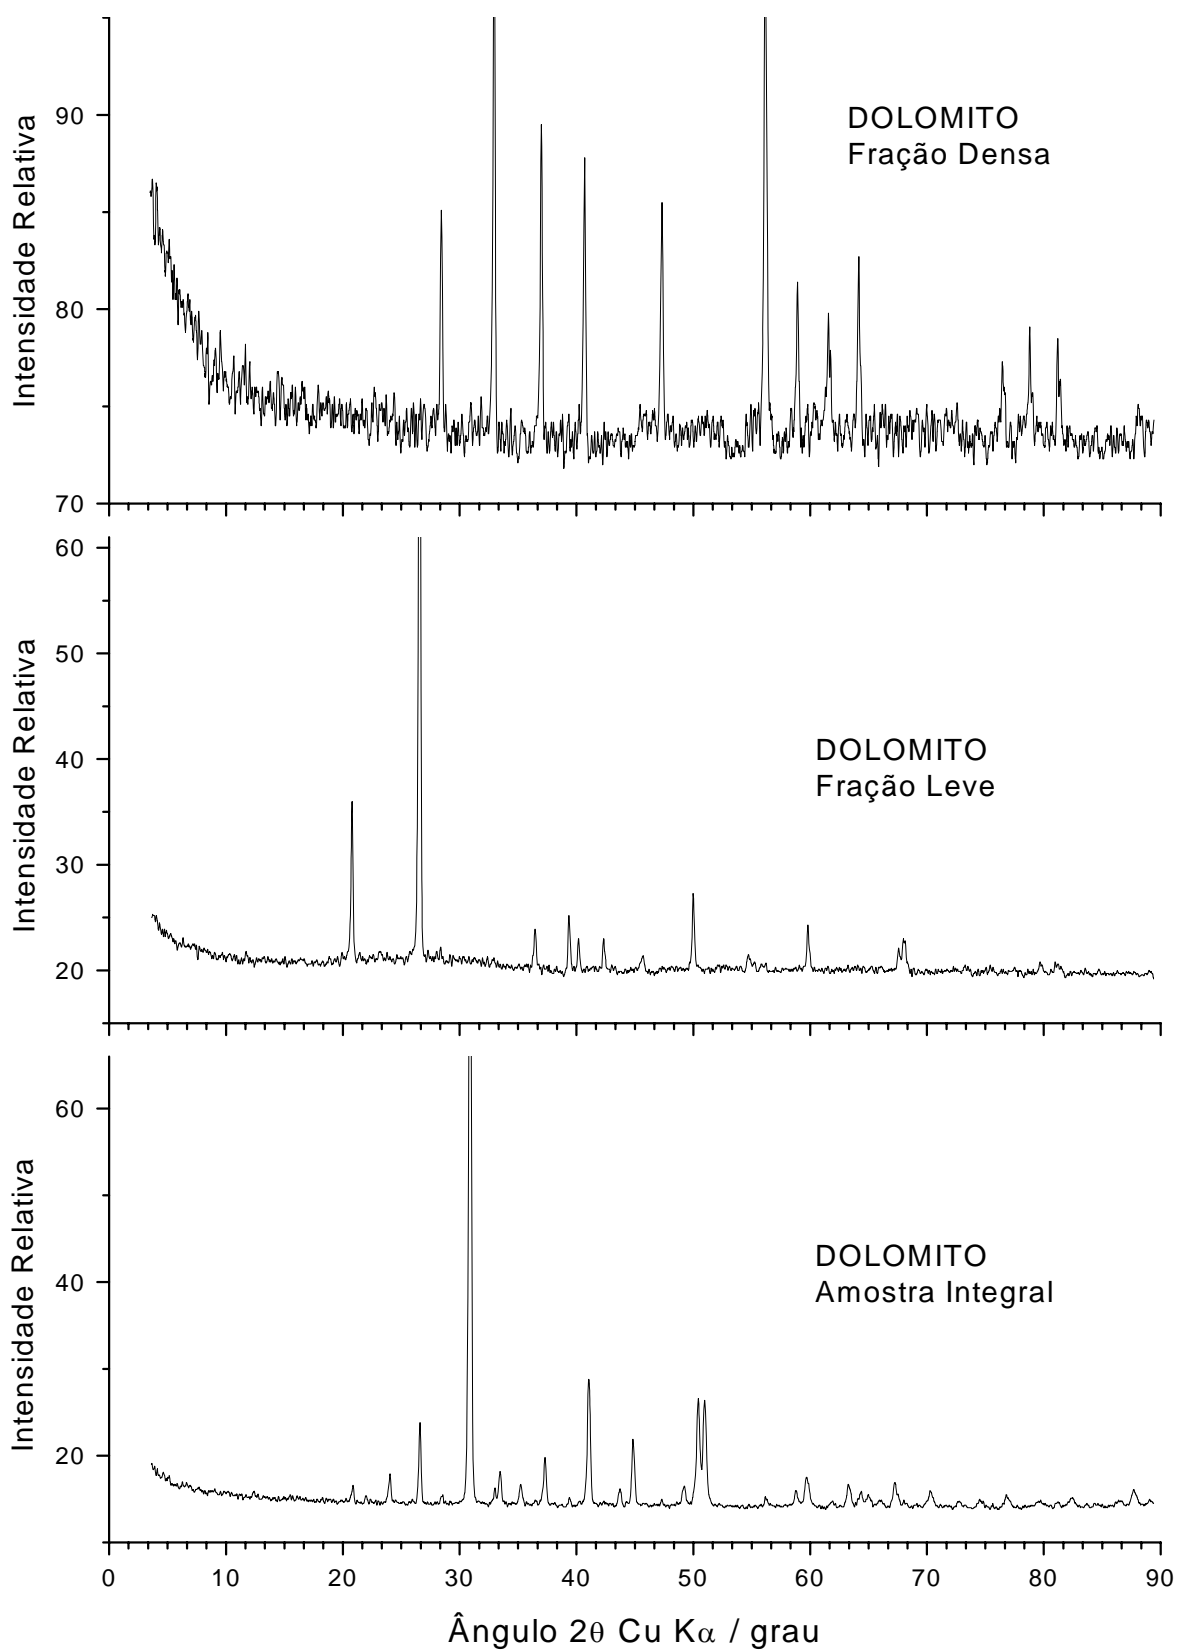 Intensidade Relativa
90
80
70
DOLOMITO
Fração Densa
Intensidade Relativa
60
50
40
30
20
DOLOMITO
Fração Leve
Intensidade Relativa
60
40
20
DOLOMITO
Amostra Integral
0 10 20 30 40 50 60 70 80 90
Ângulo 2θ Cu Kα / grau